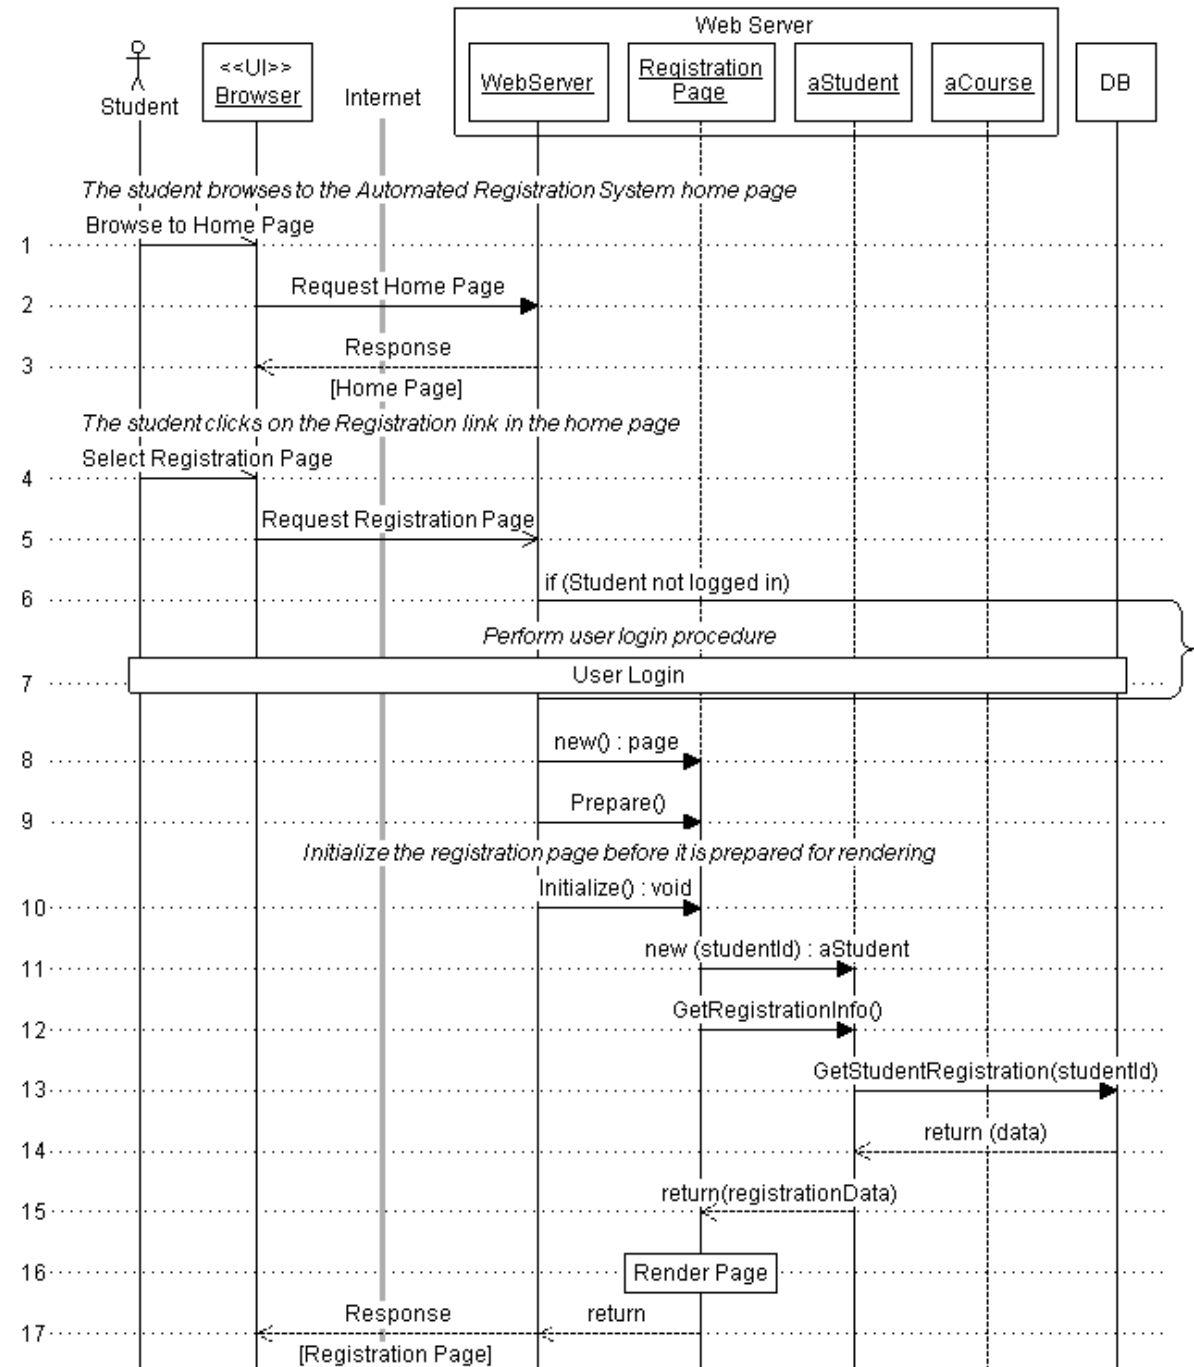 Web Server
<<UI>>
Browser
Student
Internet
WebServer
Registration
Page
aStudent
aCourse
DB
The student browses to the Automated Registration System home page
Browse to Home Page
1
Request Home Page
2
Response
3
[Home Page]
The student clicks on the Registration link in the home page
Select Registration Page
4
Request Registration Page
5
if (Student not logged in)
6
Perform user login procedure
User Login
7
new() : page
8
Prepare()
9
Initialize the registration page before it is prepared for rendering
Initialize() : void
10
new (studentId) : aStudent
11
GetRegistrationInfo()
12
GetStudentRegistration(studentId)
13
return (data)
14
return(registrationData)
15
Render Page
16
Response
return
17
[Registration Page]